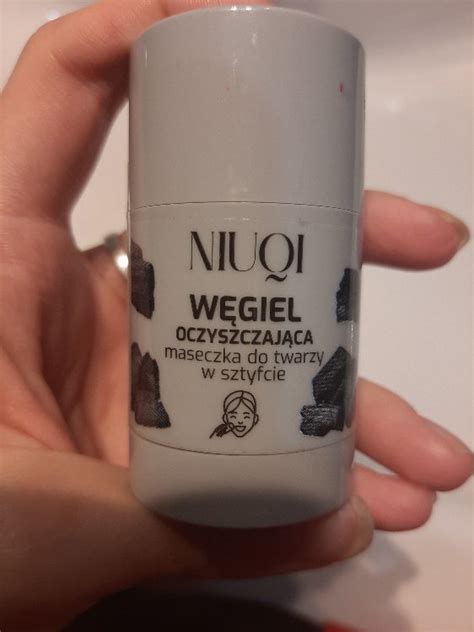 NIUQI
WĘGIEL
OCZYSZCZAJĄCA
maseczka do twarzy
w sztyfcie